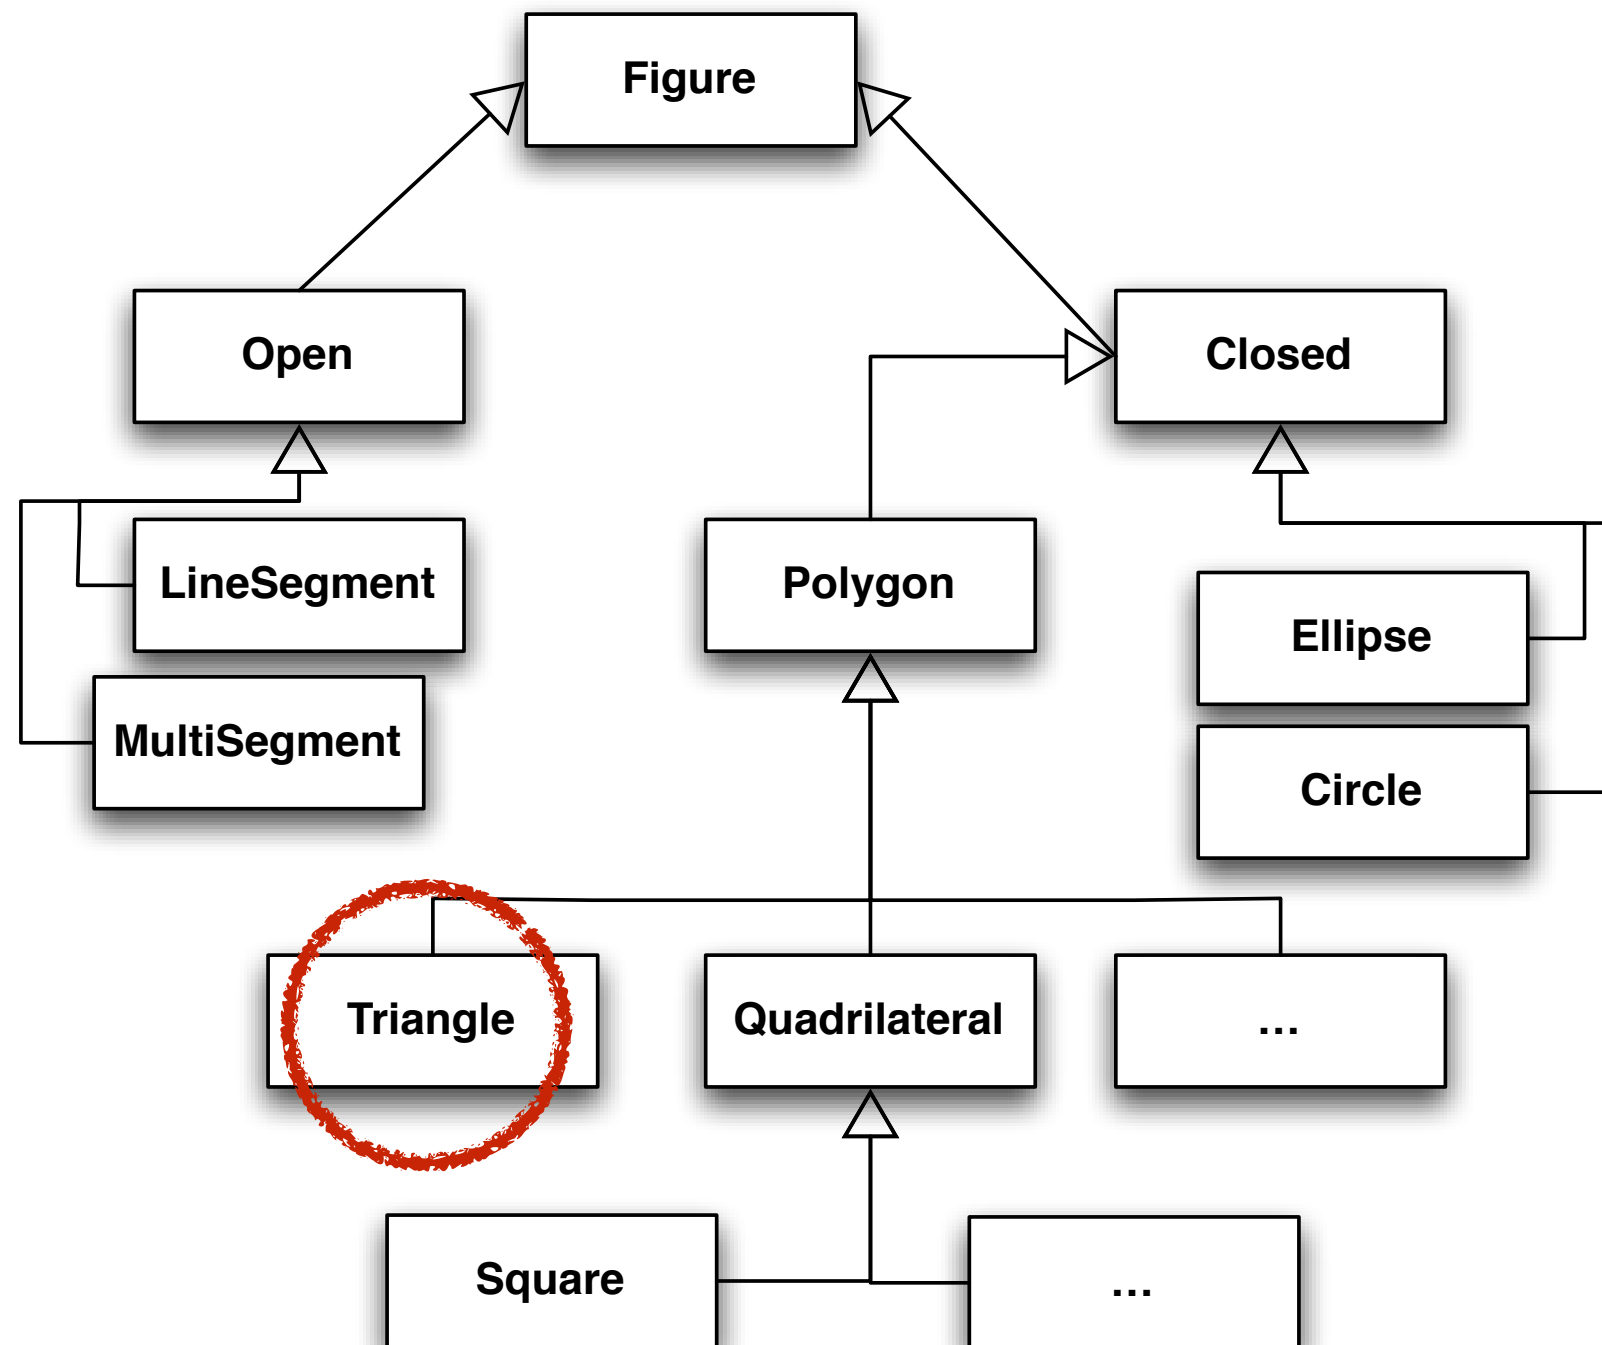 Figure
Open
Closed
LineSegment
Polygon
Ellipse
MultiSegment
Circle
Triangle
Quadrilateral
...
Square
...